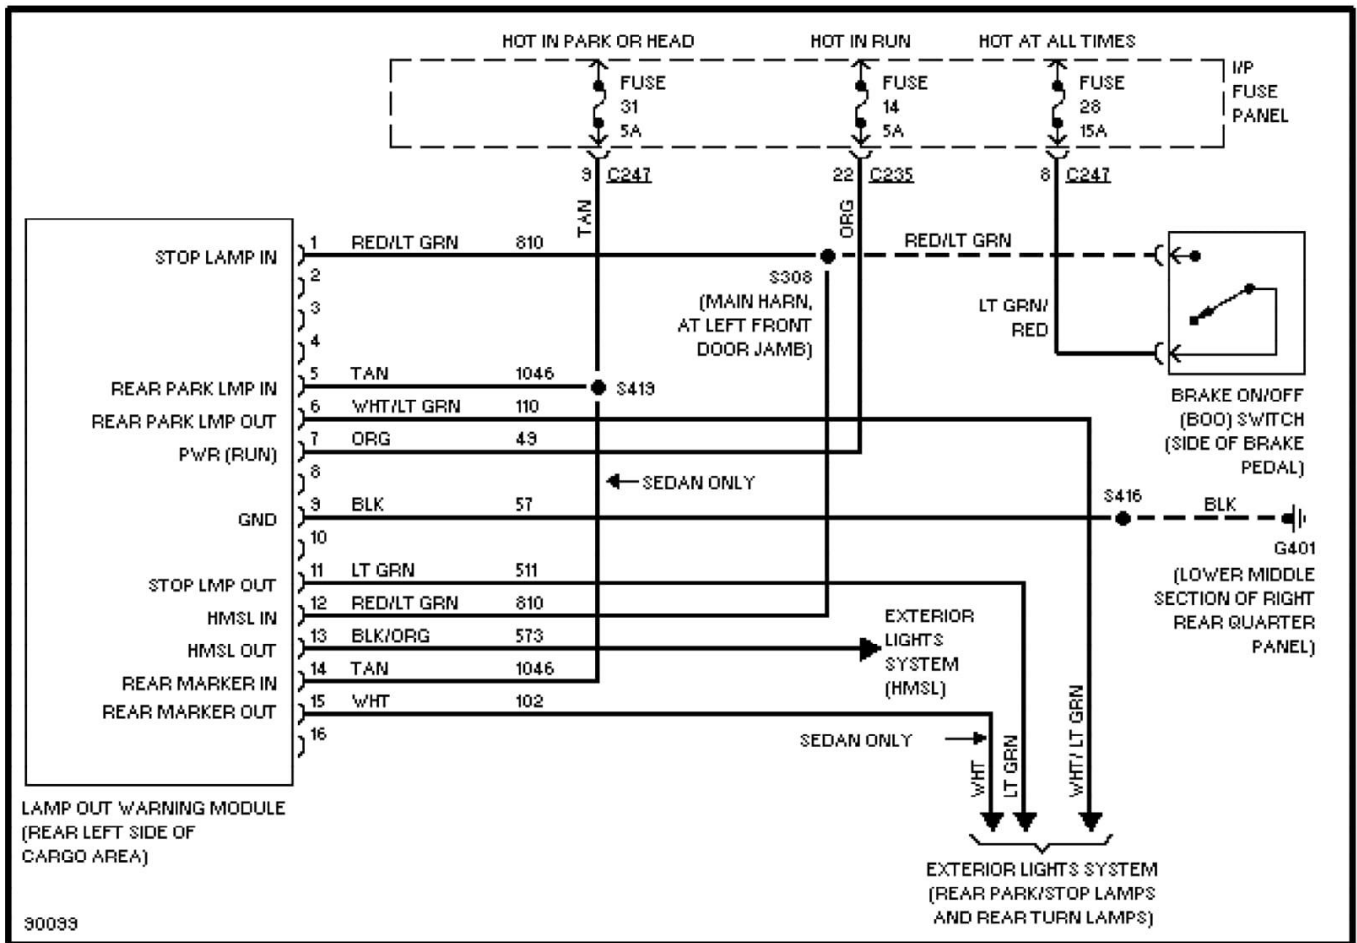 HOT IN PARK OR HEAD
HOT IN RUN
HOT AT ALL TIMES
FUSE
31
5A
FUSE
14
5A
FUSE
28
15A
I/P
FUSE
PANEL
9 C247
22 C235
8 C247
TAN
ORG
STOP LAMP IN
1 RED/LT GRN 810
RED/LT GRN
2
3
4
S308
(MAIN HARN,
AT LEFT FRONT
DOOR JAMB)
LT GRN/
RED
REAR PARK LMP IN
5 TAN 1046
S419
REAR PARK LMP OUT
6 WHT/LT GRN 110
PWR (RUN)
7 ORG 49
BRAKE ON/OFF
(BOO) SWITCH
(SIDE OF BRAKE
PEDAL)
8
SEDAN ONLY
GND
9 BLK 57
S416
BLK
G401
(LOWER MIDDLE
SECTION OF RIGHT
REAR QUARTER
PANEL)
10
STOP LMP OUT
11 LT GRN 511
HMSL IN
12 RED/LT GRN 810
HMSL OUT
13 BLK/ORG 573
EXTERIOR
LIGHTS
SYSTEM
(HMSL)
REAR MARKER IN
14 TAN 1046
REAR MARKER OUT
15 WHT 102
16
SEDAN ONLY
WHT
LT GRN
WHT/ LT GRN
LAMP OUT WARNING MODULE
(REAR LEFT SIDE OF
CARGO AREA)
EXTERIOR LIGHTS SYSTEM
(REAR PARK/STOP LAMPS
AND REAR TURN LAMPS)
90099